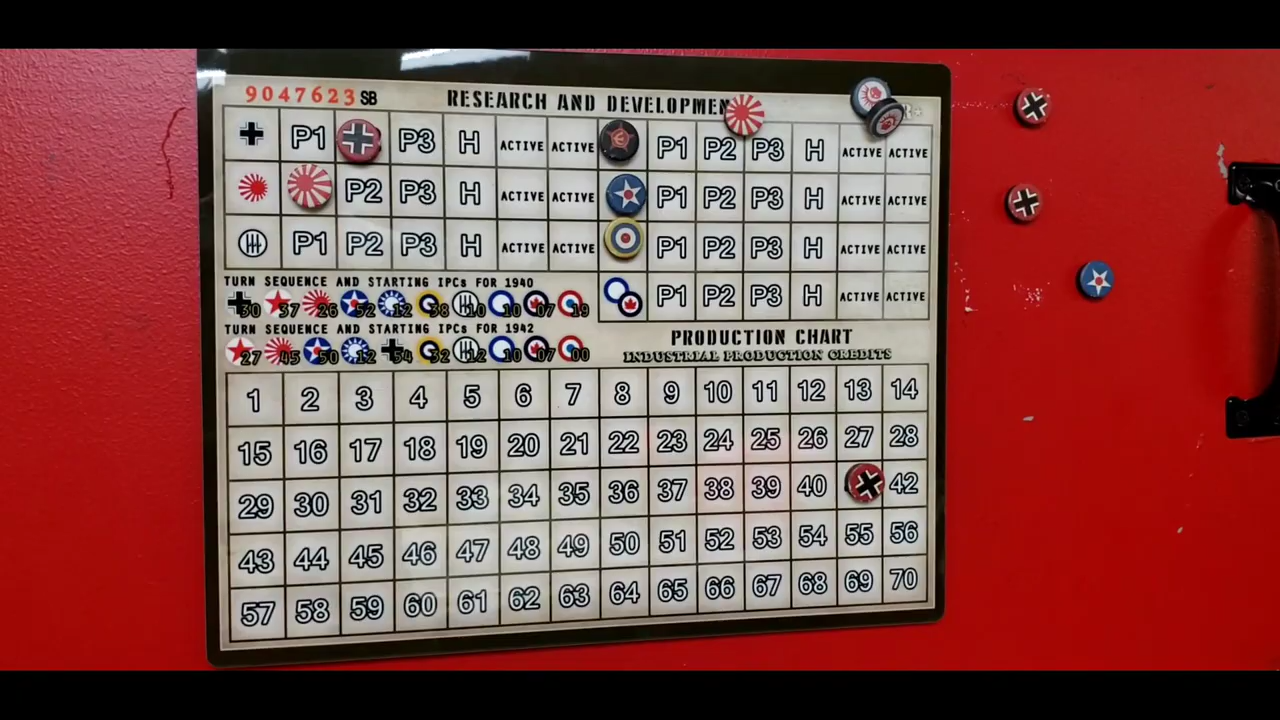 9047623 SB RESEARCH AND DEVELOPMEN R+
P1 P3 H ACTIVE ACTIVE P1 P2 P3 H ACTIVE ACTIVE
P2 P3 H ACTIVE ACTIVE P1 P2 P3 H ACTIVE ACTIVE
P1 P2 P3 H ACTIVE ACTIVE P1 P2 P3 H ACTIVE ACTIVE
TURN SEQUENCE AND STARTING IPCs FOR 1940
30 37 26 52 12 38 10 10 07 19
P1 P2 P3 H ACTIVE ACTIVE
TURN SEQUENCE AND STARTING IPCs FOR 1942
27 45 50 12 54 32 12 10 07 00
PRODUCTION CHART
INDUSTRIAL PRODUCTION CREDITS
1 2 3 4 5 6 7 8 9 10 11 12 13 14
15 16 17 18 19 20 21 22 23 24 25 26 27 28
29 30 31 32 33 34 35 36 37 38 39 40 42
43 44 45 46 47 48 49 50 51 52 53 54 55 56
57 58 59 60 61 62 63 64 65 66 67 68 69 70